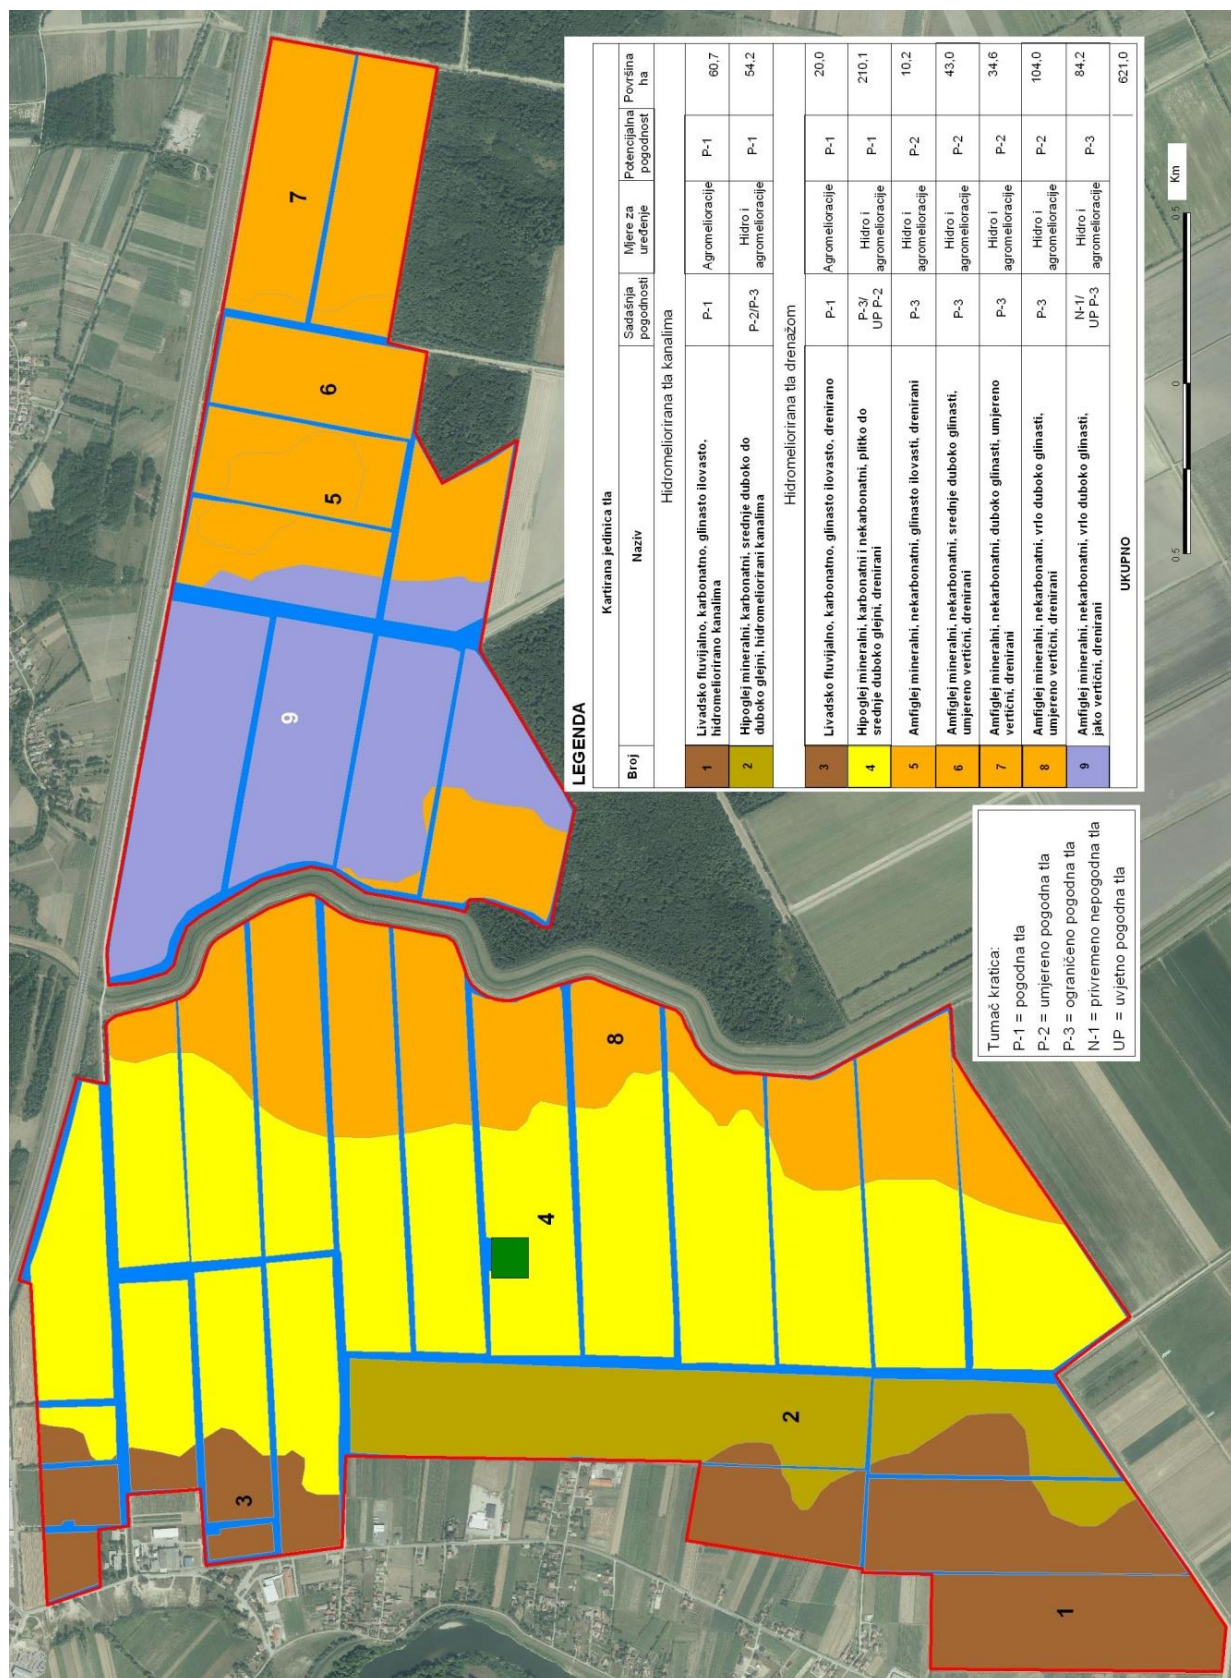 LEGENDA
Kartirana jedinica tla
Broj
Naziv
Sadašnja
pogodnosti
Mjere za
uređenje
Potencijalna
pogodnost
Površina
ha
Hidromeliorirana tla kanalima
1
Livadsko fluvijalno, karbonatno, glinasto ilovasto,
hidromeliorirano kanalima
P-1
Agromelioracije
P-1
60,7
2
Hipoglej mineralni, karbonatni, srednje duboko do
duboko glejni, hidromeliorirani kanalima
P-2/P-3
Hidro i
agromelioracije
P-1
54,2
Hidromeliorirana tla drenažom
3
Livadsko fluvijalno, karbonatno, glinasto ilovasto, drenirano
P-1
Agromelioracije
P-1
20,0
4
Hipoglej mineralni, karbonatni i nekarbonatni, plitko do
srednje duboko glejni, drenirani
P-3/
UP P-2
Hidro i
agromelioracije
P-1
210,1
5
Amfiglej mineralni, nekarbonatni, glinasto ilovasti, drenirani
P-3
Hidro i
agromelioracije
P-2
10,2
6
Amfiglej mineralni, nekarbonatni, srednje duboko glinasti,
umjereno vertični, drenirani
P-3
Hidro i
agromelioracije
P-2
43,0
7
Amfiglej mineralni, nekarbonatni, duboko glinasti, umjereno
vertični, drenirani
P-3
Hidro i
agromelioracije
P-2
34,6
8
Amfiglej mineralni, nekarbonatni, vrlo duboko glinasti,
umjereno vertični, drenirani
P-3
Hidro i
agromelioracije
P-2
104,0
9
Amfiglej mineralni, nekarbonatni, vrlo duboko glinasti,
jako vertični, drenirani
N-1/
UP P-3
Hidro i
agromelioracije
P-3
84,2
UKUPNO
621,0
Tumač kratica:
P-1 = pogodna tla
P-2 = umjereno pogodna tla
P-3 = ograničeno pogodna tla
N-1 = privremeno nepogodna tla
UP = uvjetno pogodna tla
0.5
0
0.5
Km
1
2
3
4
5
6
7
8
9